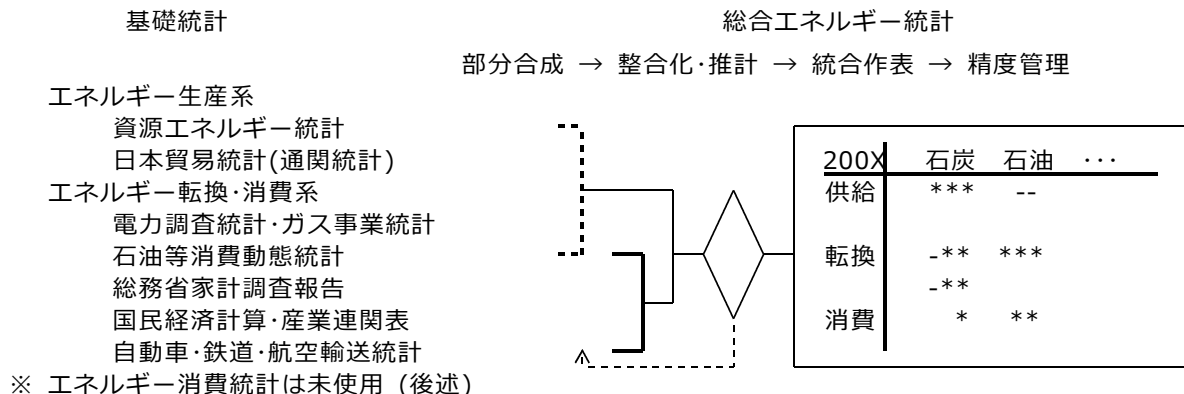 基礎統計 総合エネルギー統計
部分合成 → 整合化･推計 → 統合作表 → 精度管理
エネルギー生産系
資源エネルギー統計
日本貿易統計(通関統計)
エネルギー転換･消費系
電力調査統計･ガス事業統計
石油等消費動態統計
総務省家計調査報告
国民経済計算･産業連関表
自動車･鉄道･航空輸送統計
※ エネルギー消費統計は未使用 (後述)
200X 石炭 石油 ･･･
供給 *** --
転換 -** ***
-**
消費 * **